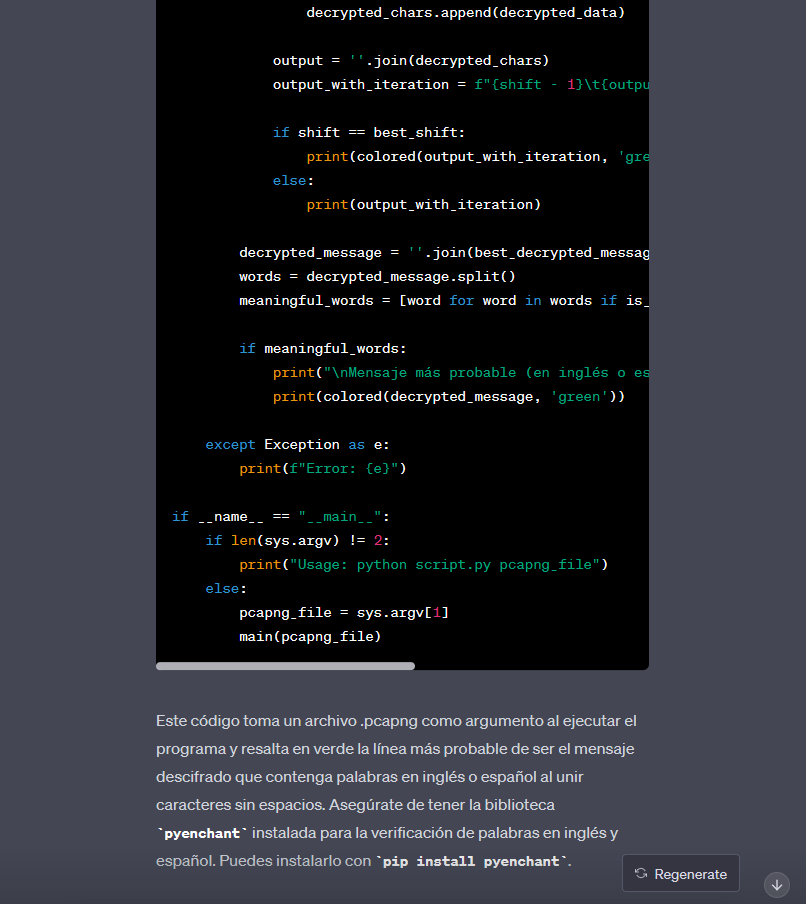 decrypted_chars.append(decrypted_data)
output = ''.join(decrypted_chars)
output_with_iteration = f"{shift - 1}\t{outpu
if shift == best_shift:
print(colored(output_with_iteration, 'gre
else:
print(output_with_iteration)
decrypted_message = ''.join(best_decrypted_messag
words = decrypted_message.split()
meaningful_words = [word for word in words if is_
if meaningful_words:
print("\nMensaje más probable (en inglés o es
print(colored(decrypted_message, 'green'))
except Exception as e:
print(f"Error: {e}")
if __name__ == "__main__":
if len(sys.argv) != 2:
print("Usage: python script.py pcapng_file")
else:
pcapng_file = sys.argv[1]
main(pcapng_file)
Este código toma un archivo .pcapng como argumento al ejecutar el
programa y resalta en verde la línea más probable de ser el mensaje
descifrado que contenga palabras en inglés o español al unir
caracteres sin espacios. Asegúrate de tener la biblioteca
`pyenchant` instalada para la verificación de palabras en inglés y
español. Puedes instalarlo con `pip install pyenchant`.
Regenerate